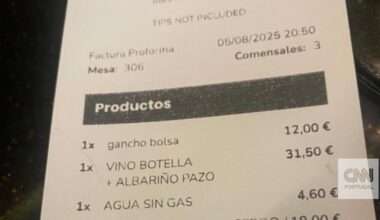 TIPS NOT INCLUDED
Factura Proforma 05/08/2025 20:50
Mesa: 306 Comensales: 3
Productos
1x gancho bolsa 12,00 €
1x VINO BOTELLA 31,50 €
+ ALBARIÑO PAZO
1x AGUA SIN GAS 4,60 €
CNN
PORTUGAL